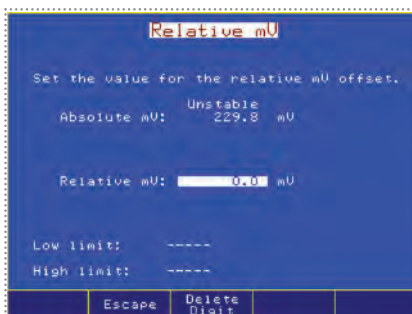 Relative mV
Set the value for the relative mV offset.
Unstable
Absolute mV: 229.8 mV
Relative mV: 0.0 mV
Low limit: -----
High limit: -----
Escape
Delete
Digit